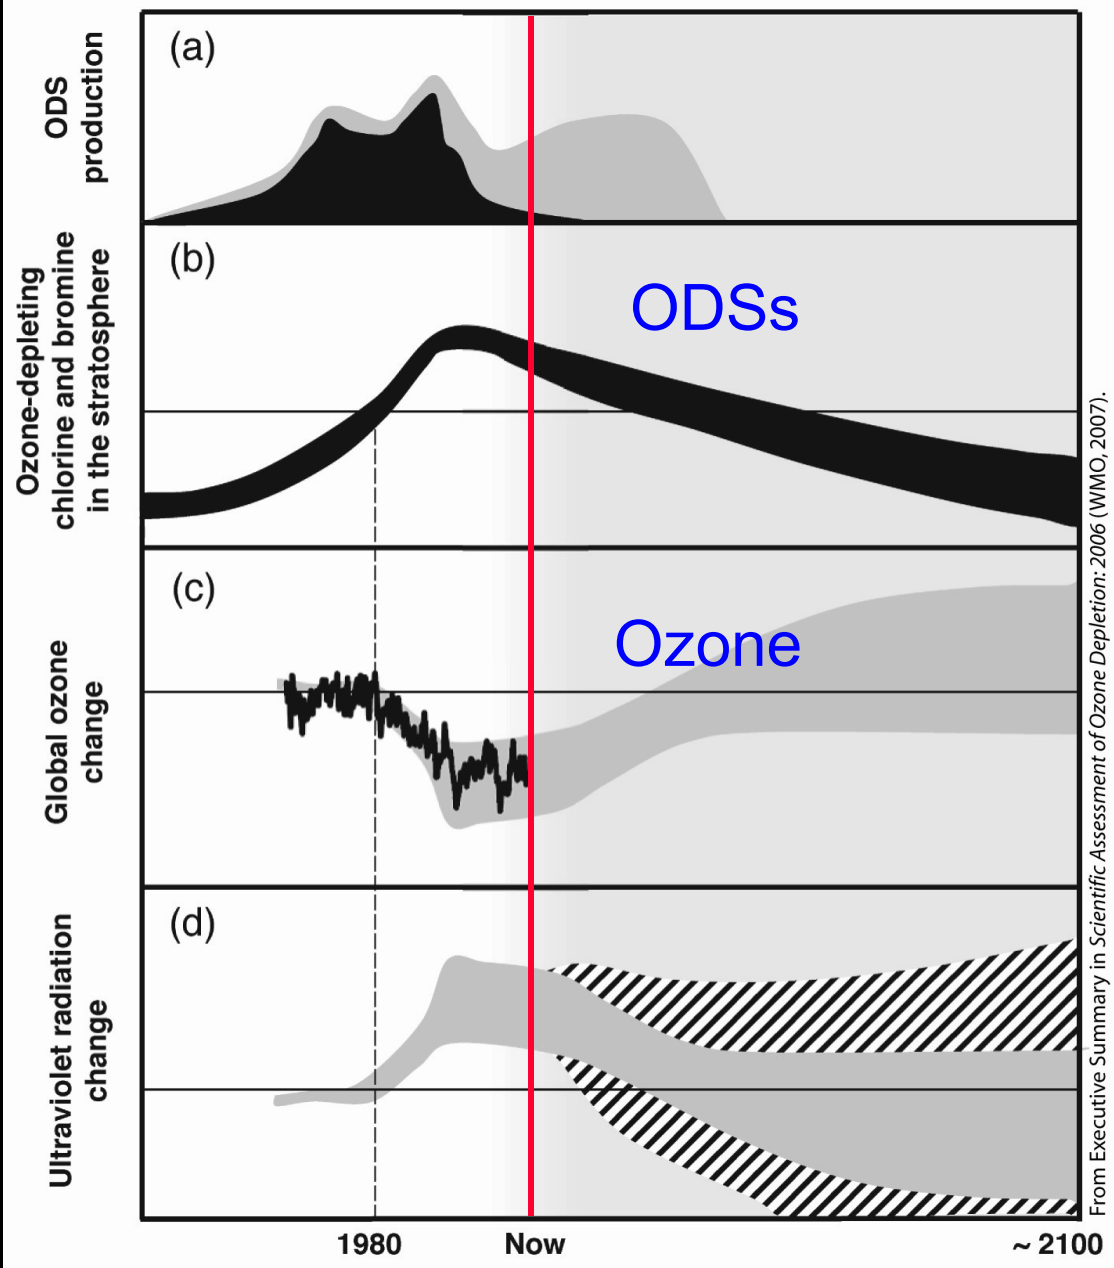 (a)
ODS
production
(b)
ODSs
Ozone-depleting
chlorine and bromine
in the stratosphere
(c)
Ozone
Global ozone
change
(d)
Ultraviolet radiation
change
1980
Now
~ 2100
From Executive Summary in Scientific Assessment of Ozone Depletion: 2006 (WMO, 2007).